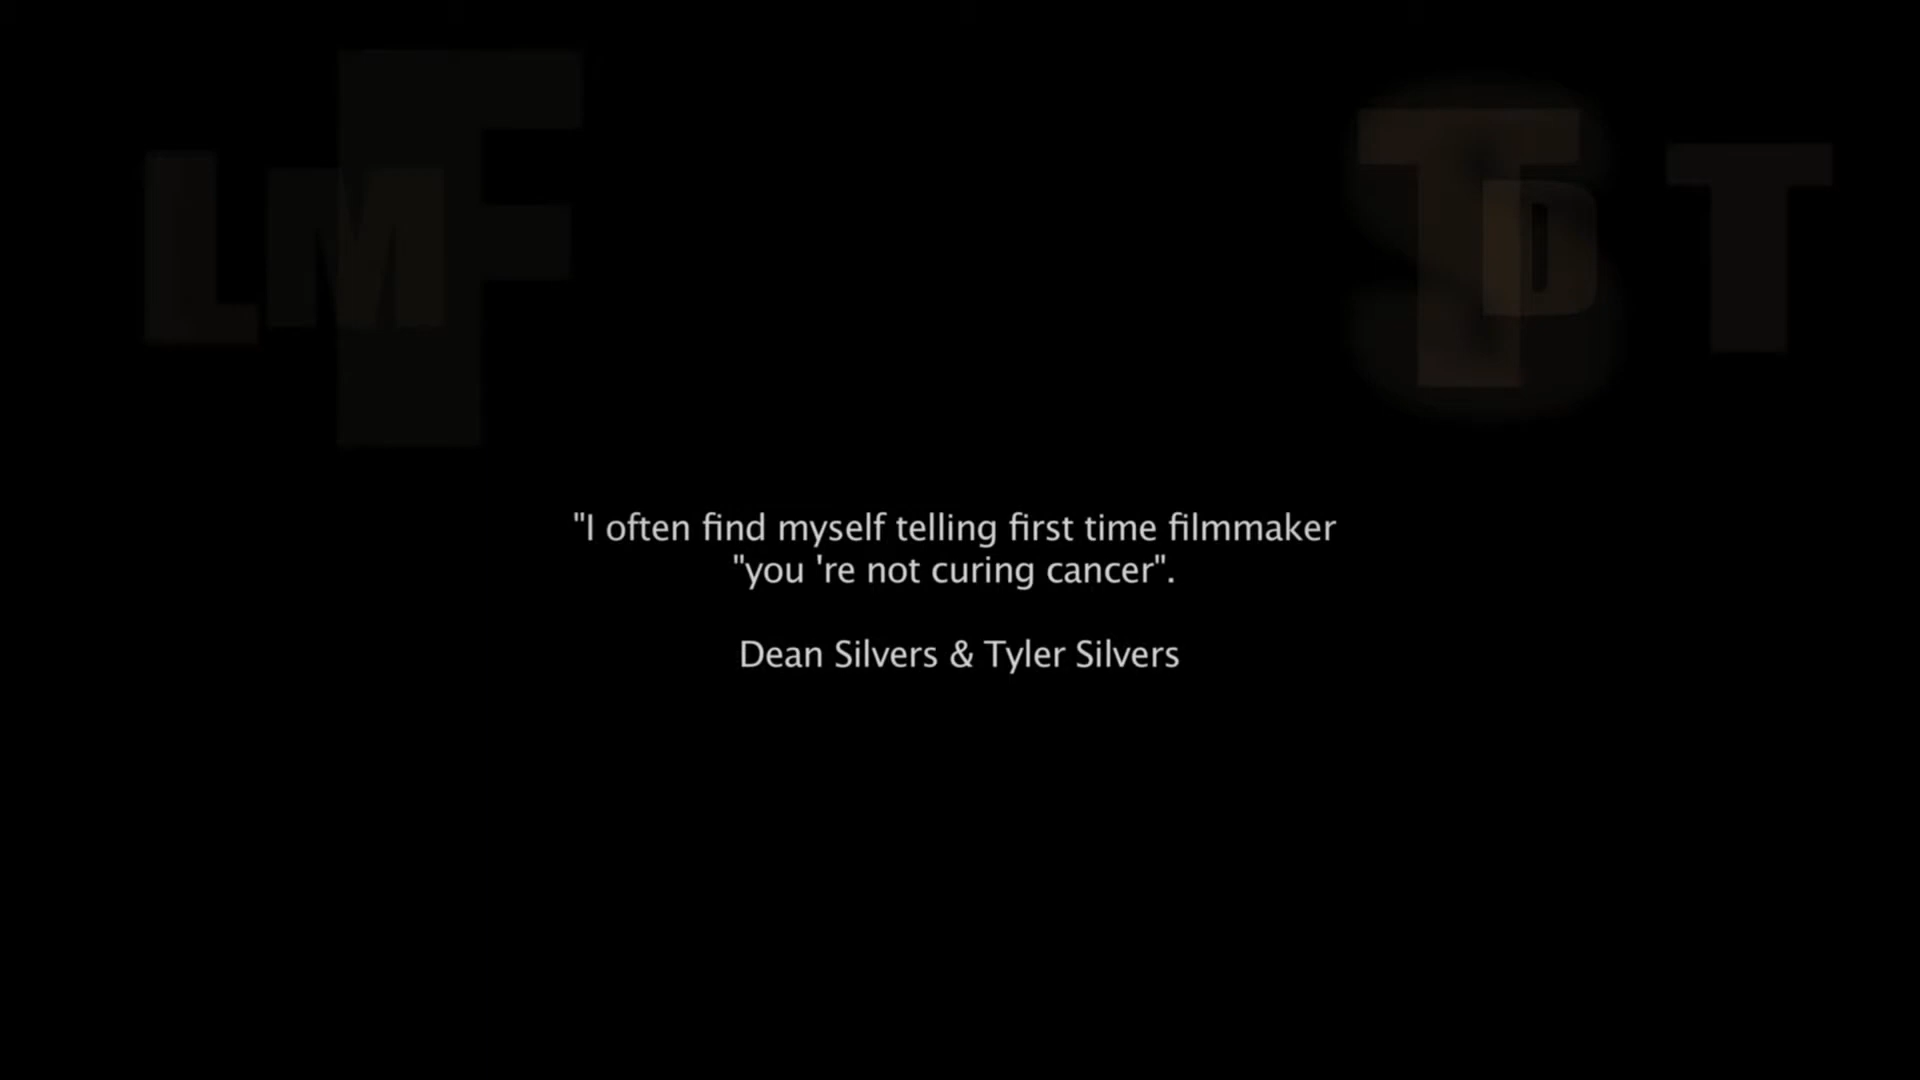 L M F S T D T
"I often find myself telling first time filmmaker
"you 're not curing cancer".
Dean Silvers & Tyler Silvers